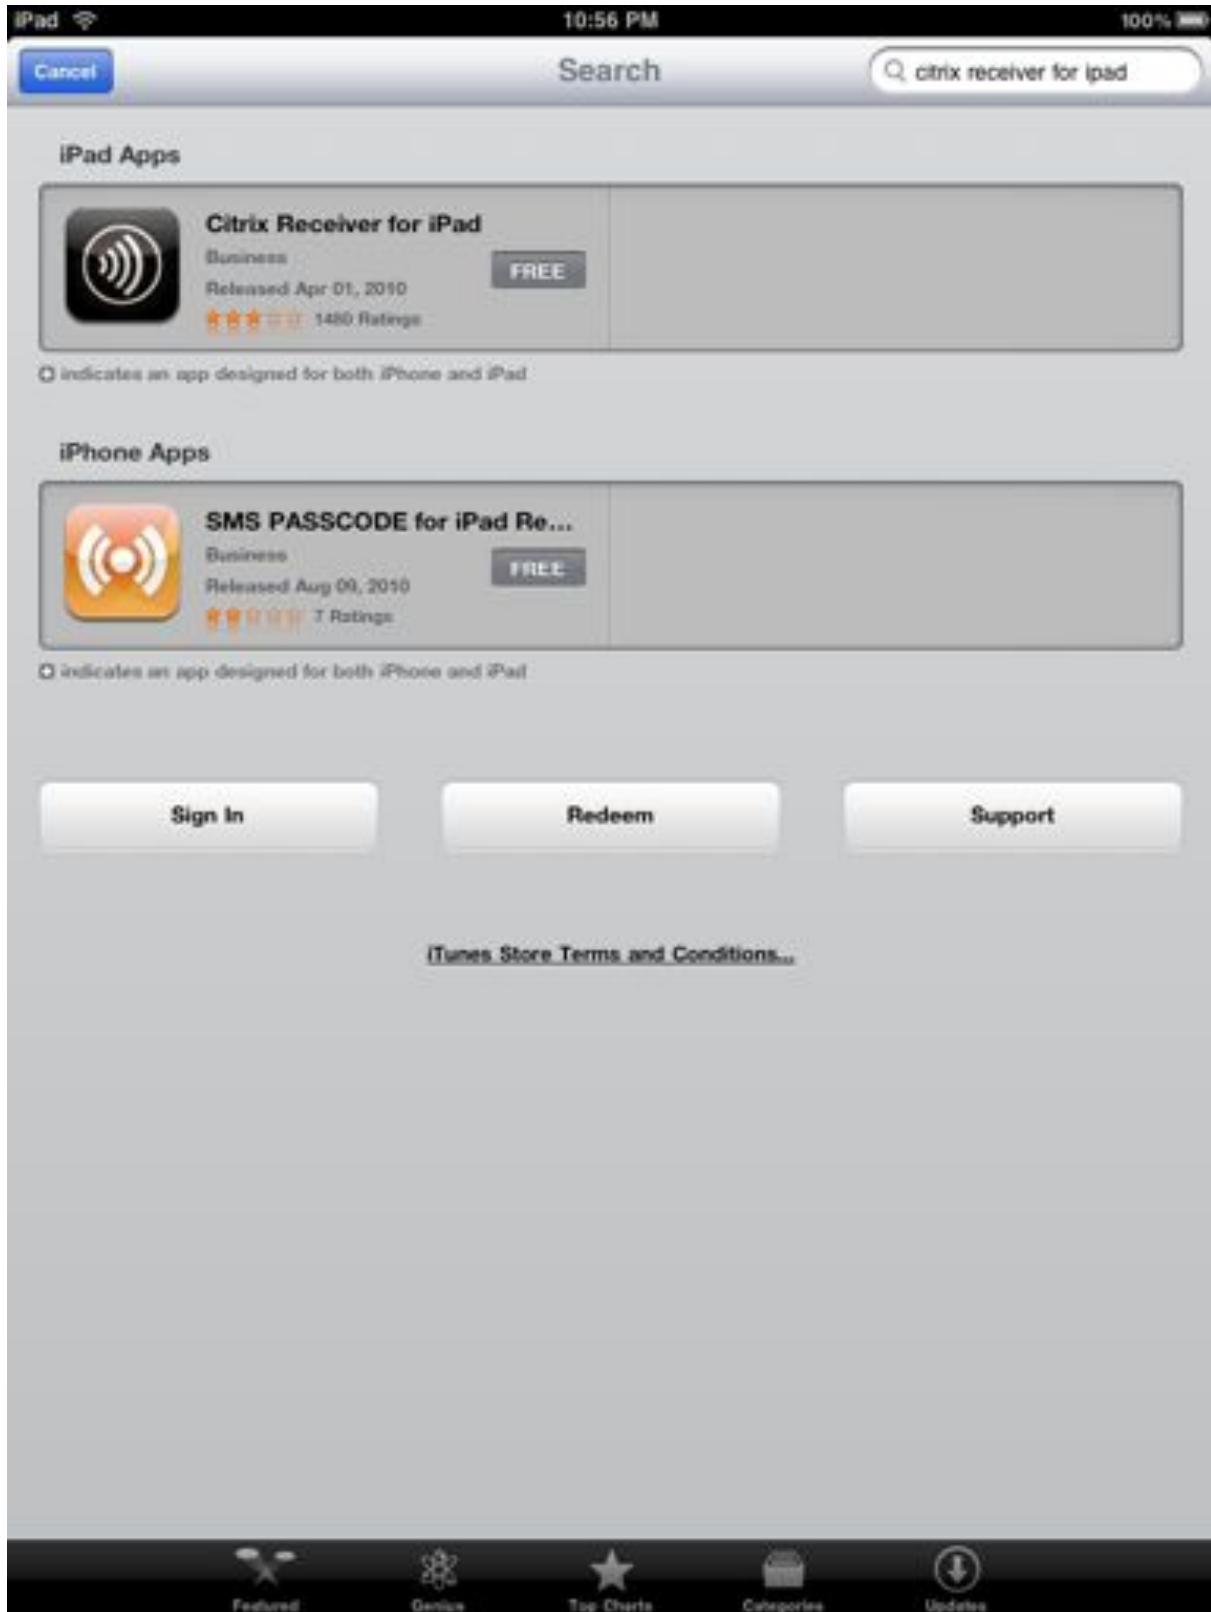 iPad 10:56 PM 100%
Cancel Search citrix receiver for ipad
iPad Apps
Citrix Receiver for iPad
Business
FREE
Released Apr 01, 2010
1480 Ratings
indicates an app designed for both iPhone and iPad
iPhone Apps
SMS PASSCODE for iPad Re...
Business
FREE
Released Aug 09, 2010
7 Ratings
indicates an app designed for both iPhone and iPad
Sign In Redeem Support
iTunes Store Terms and Conditions...
Featured Genius Top Charts Categories Updates